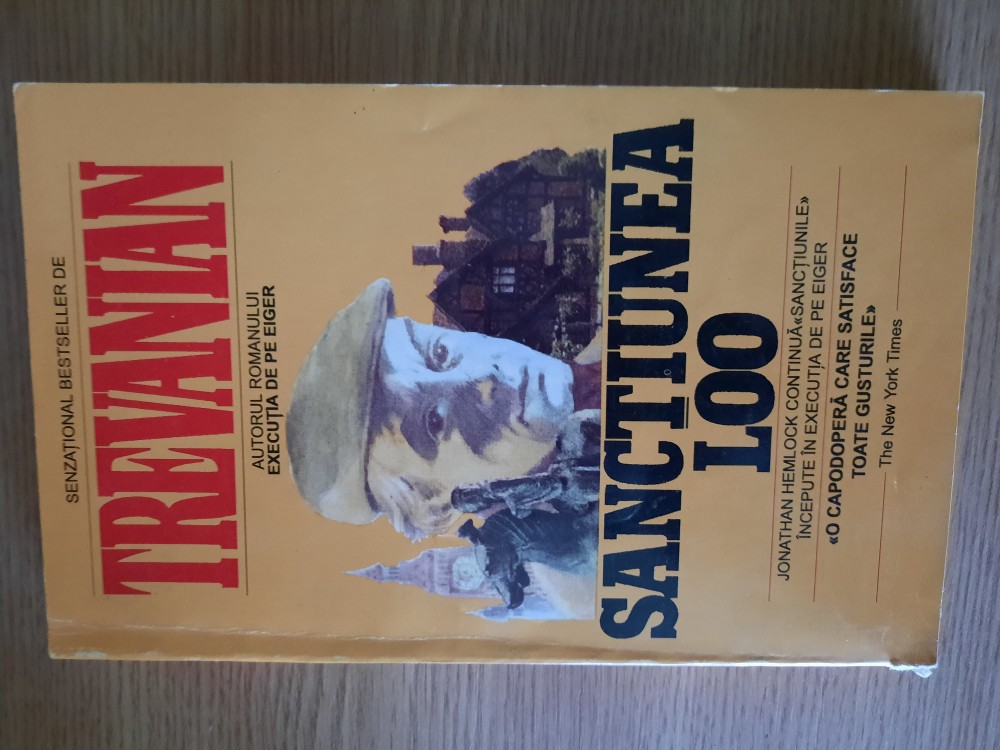 SENZAȚIONAL BESTSELLER DE
TREVANIAN
AUTORUL ROMANULUI
EXECUȚIA DE PE EIGER
SANCȚIUNEA
LOO
JONATHAN HEMLOCK CONTINUĂ «SANCȚIUNILE»
ÎNCEPUTE ÎN EXECUȚIA DE PE EIGER
«O CAPODOPERĂ CARE SATISFACE
TOATE GUSTURILE»
The New York Times